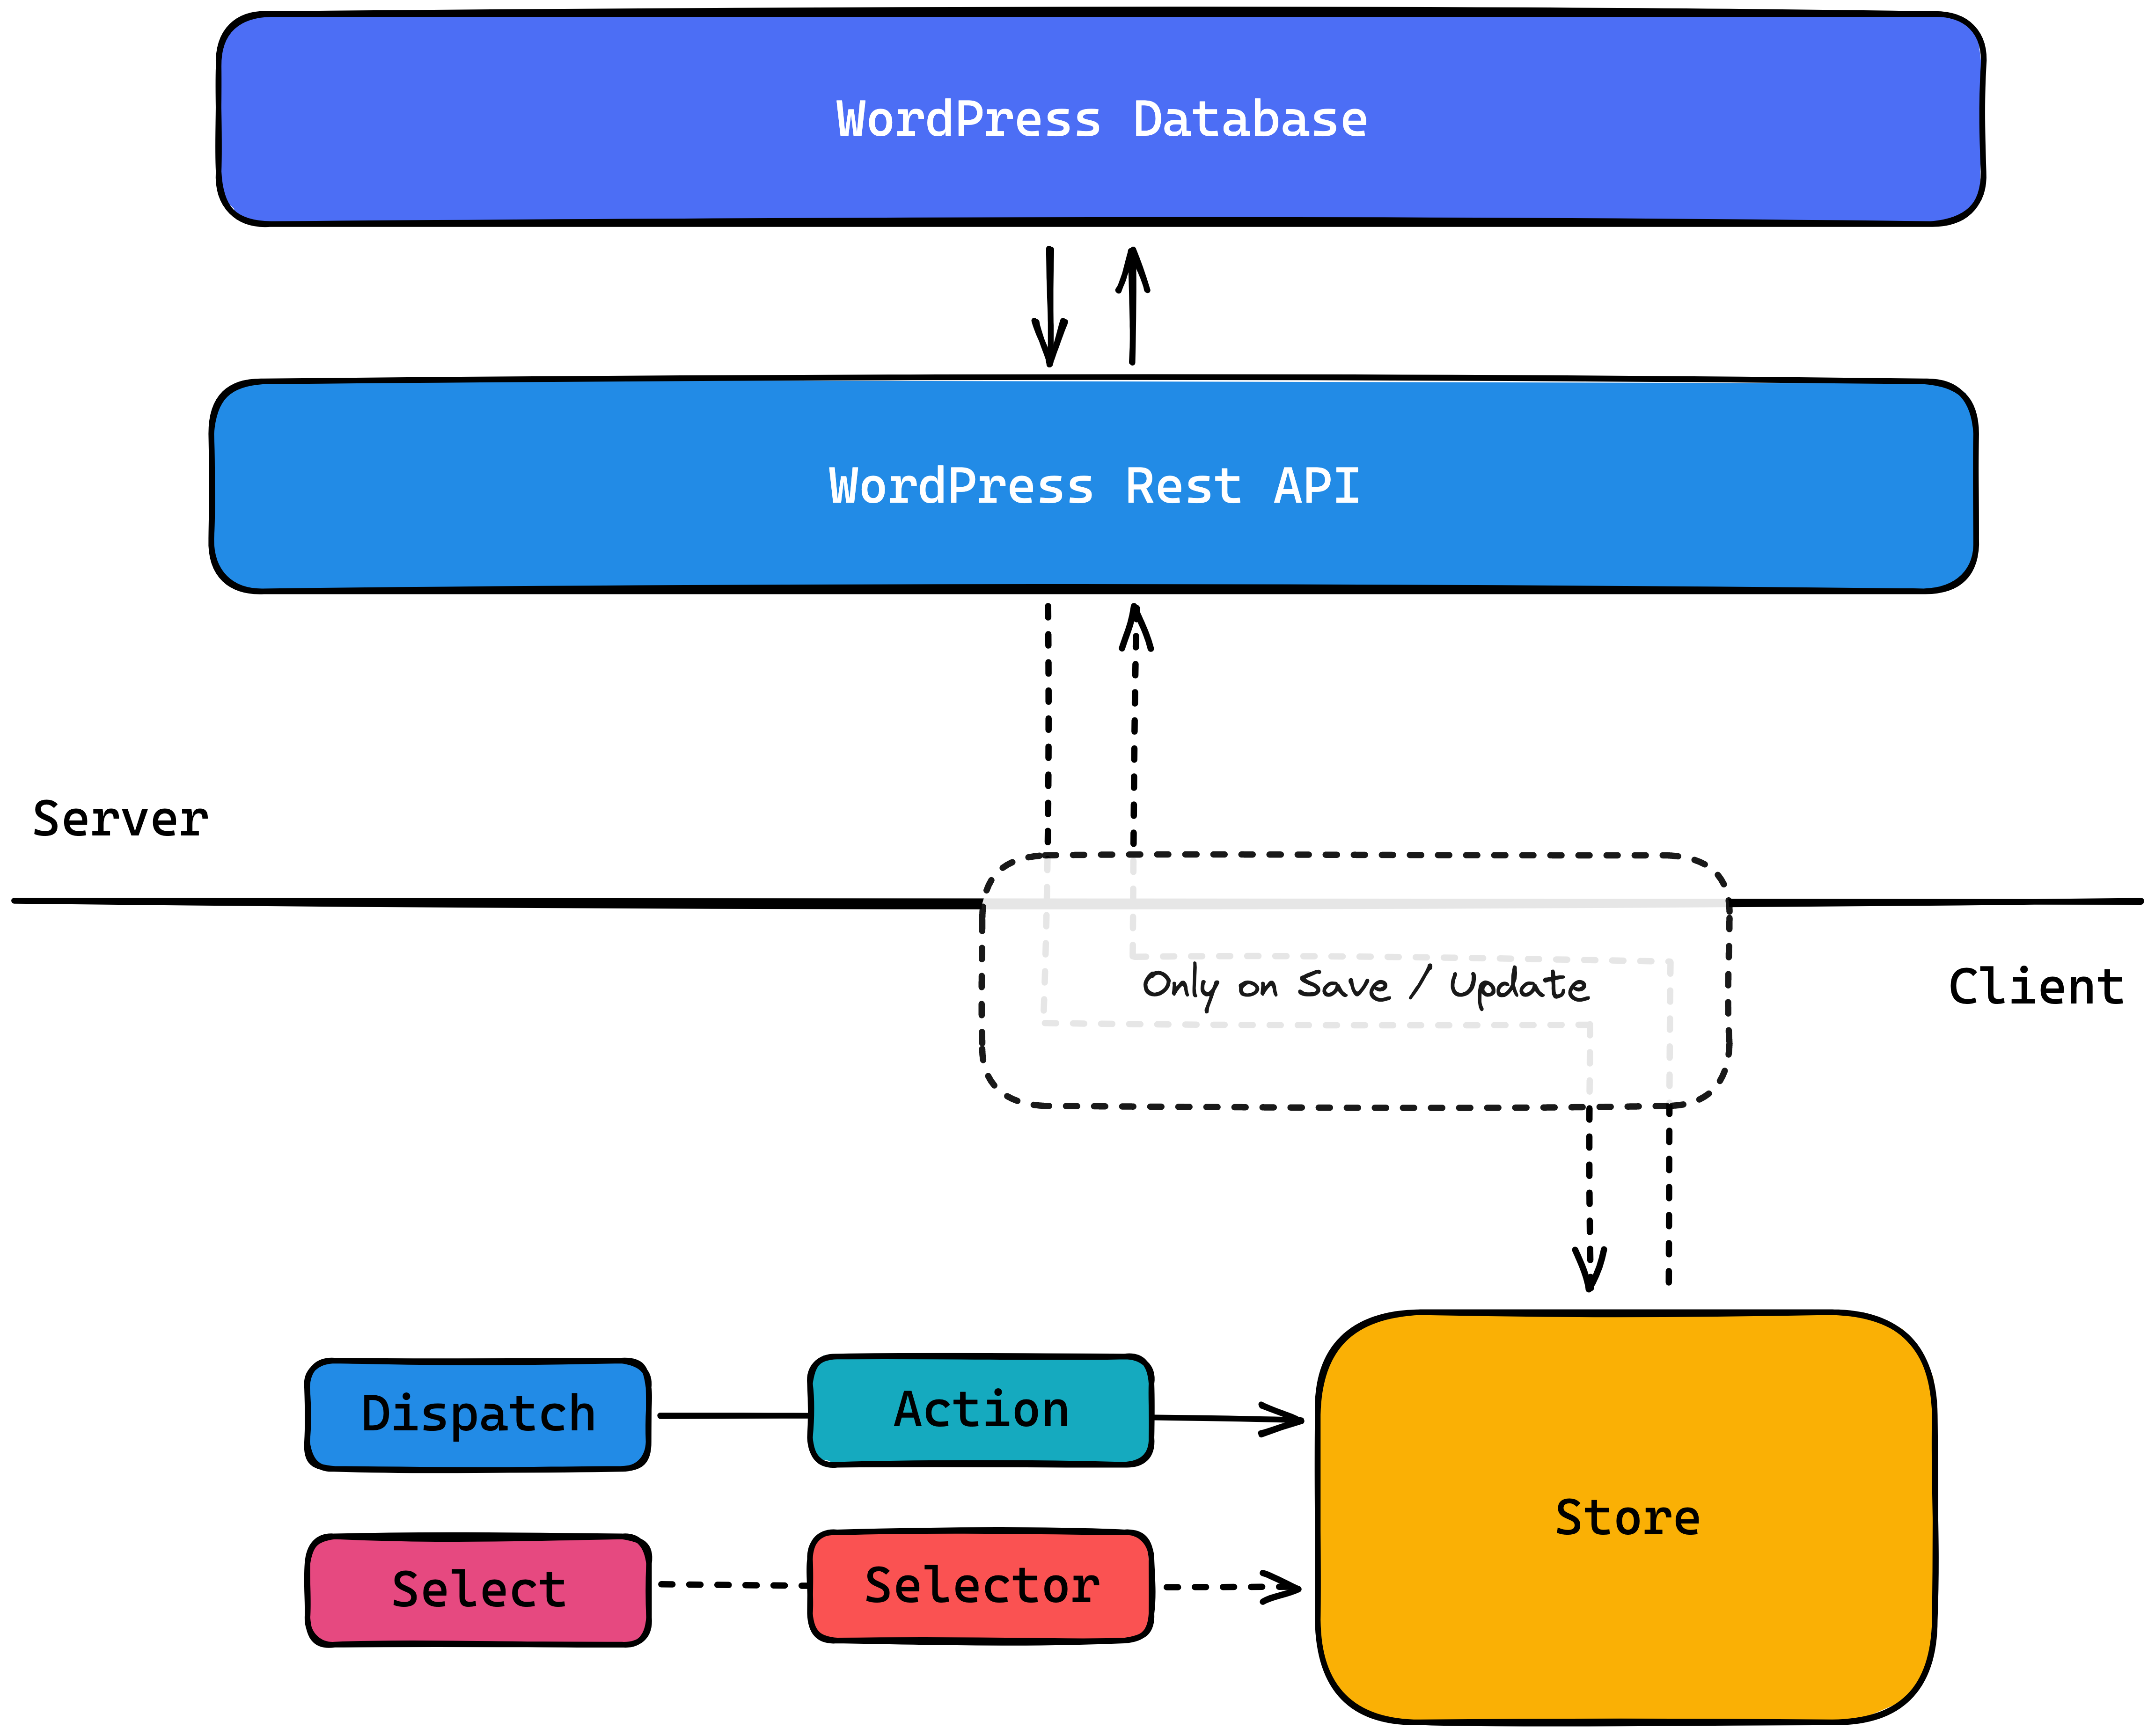 WordPress Database
WordPress Rest API
Server
Only on Save / Update
Client
Dispatch
Action
Store
Select
Selector